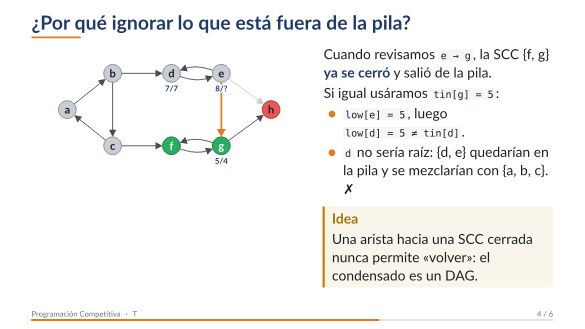 ¿Por qué ignorar lo que está fuera de la pila?
Cuando revisamos e → g, la SCC {f, g}
ya se cerró y salió de la pila.
Si igual usáramos tin[g] = 5:
low[e] = 5, luego
low[d] = 5 ≠ tin[d].
d no sería raíz: {d, e} quedarían en
la pila y se mezclarían con {a, b, c}.
✗
Idea
Una arista hacia una SCC cerrada
nunca permite «volver»: el
condensado es un DAG.
b
d
e
7/7
8/?
a
h
c
f
g
5/4
Programación Competitiva · T
4 / 6